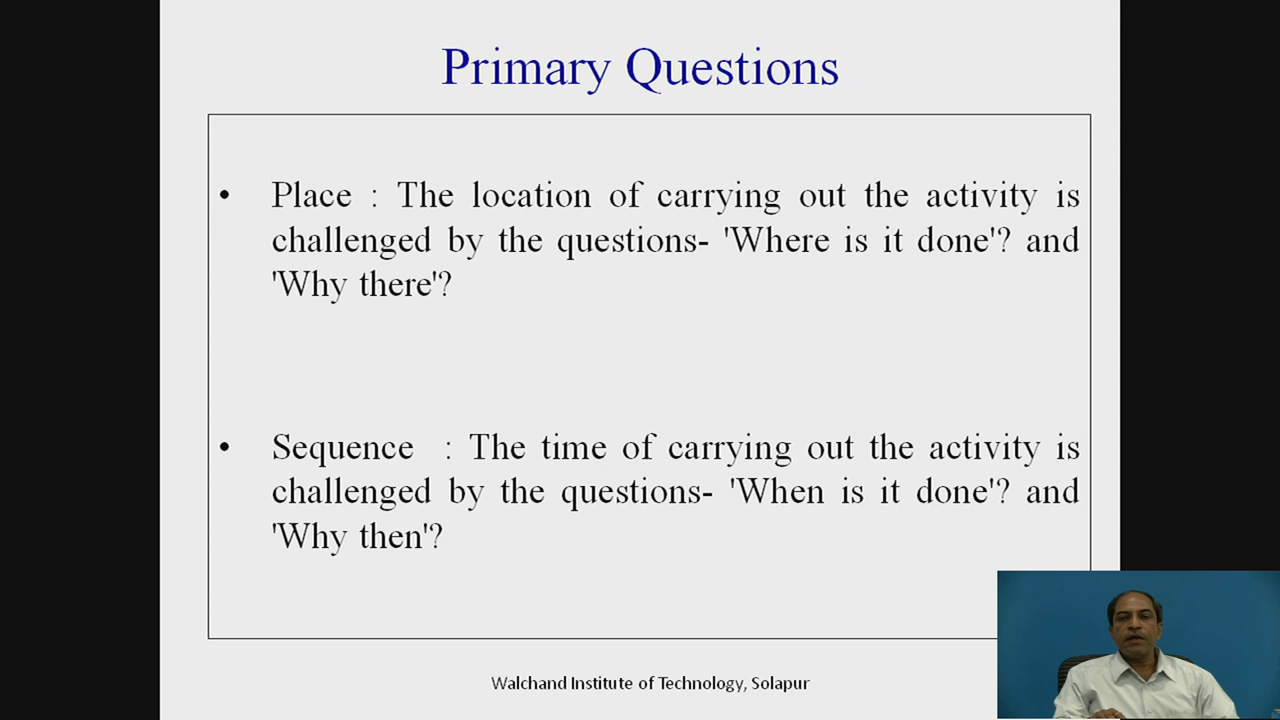 Primary Questions
• Place : The location of carrying out the activity is
challenged by the questions- 'Where is it done'? and
'Why there'?
• Sequence : The time of carrying out the activity is
challenged by the questions- 'When is it done'? and
'Why then'?
Walchand Institute of Technology, Solapur